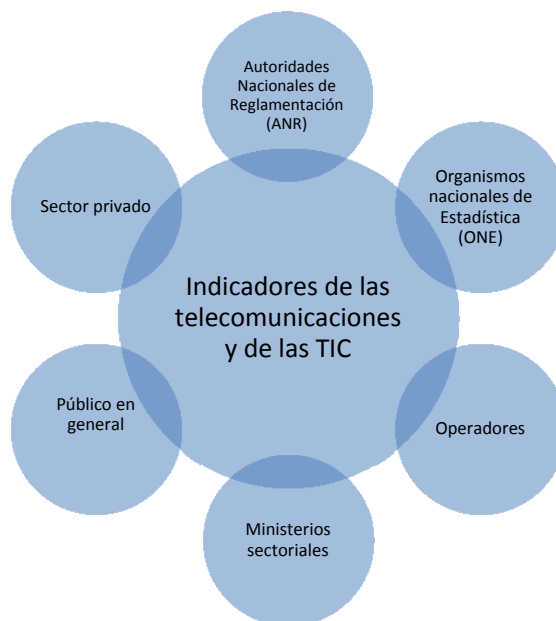 Autoridades
Nacionales de
Reglamentación
(ANR)
Organismos
nacionales de
Estadística
(ONE)
Sector privado
Indicadores de las
telecomunicaciones
y de las TIC
Público en
general
Operadores
Ministerios
sectoriales